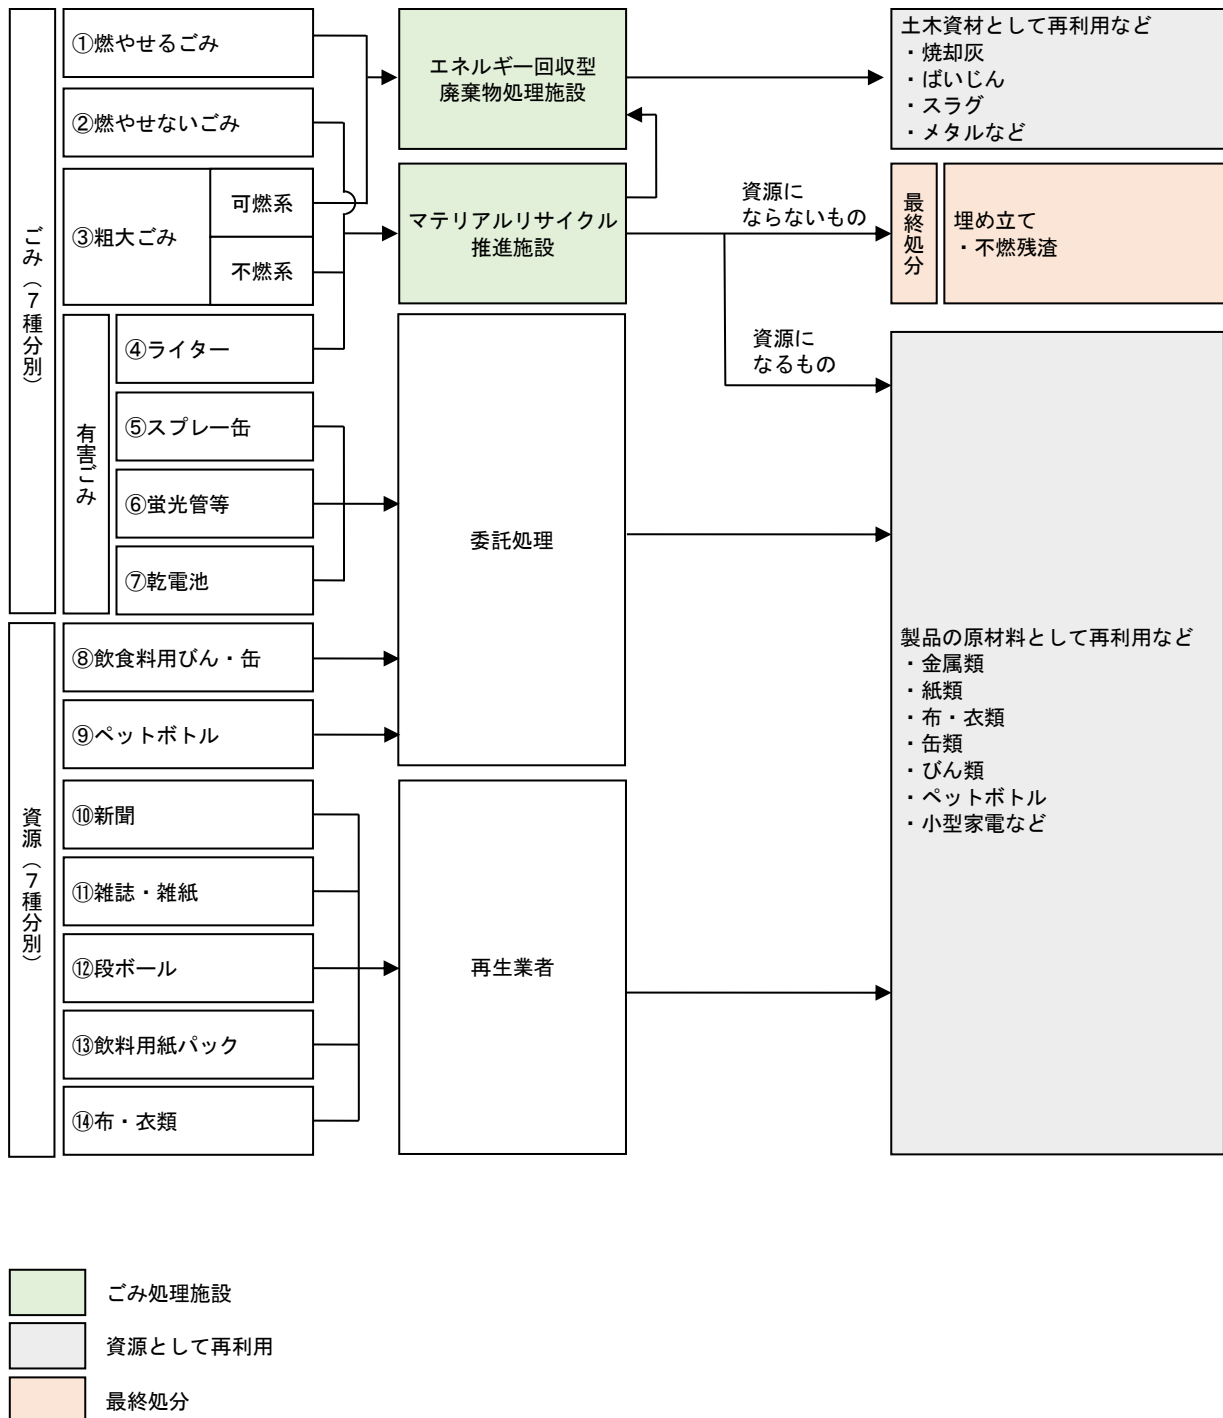 ごみ（７種分別）
①燃やせるごみ
②燃やせないごみ
③粗大ごみ
可燃系
不燃系
有害ごみ
④ライター
⑤スプレー缶
⑥蛍光管等
⑦乾電池
資源（７種分別）
⑧飲食料用びん・缶
⑨ペットボトル
⑩新聞
⑪雑誌・雑紙
⑫段ボール
⑬飲料用紙パック
⑭布・衣類
エネルギー回収型
廃棄物処理施設
マテリアルリサイクル
推進施設
委託処理
再生業者
資源に
ならないもの
資源に
なるもの
土木資材として再利用など
・焼却灰
・ばいじん
・スラグ
・メタルなど
最終処分
埋め立て
・不燃残渣
製品の原材料として再利用など
・金属類
・紙類
・布・衣類
・缶類
・びん類
・ペットボトル
・小型家電など
ごみ処理施設
資源として再利用
最終処分